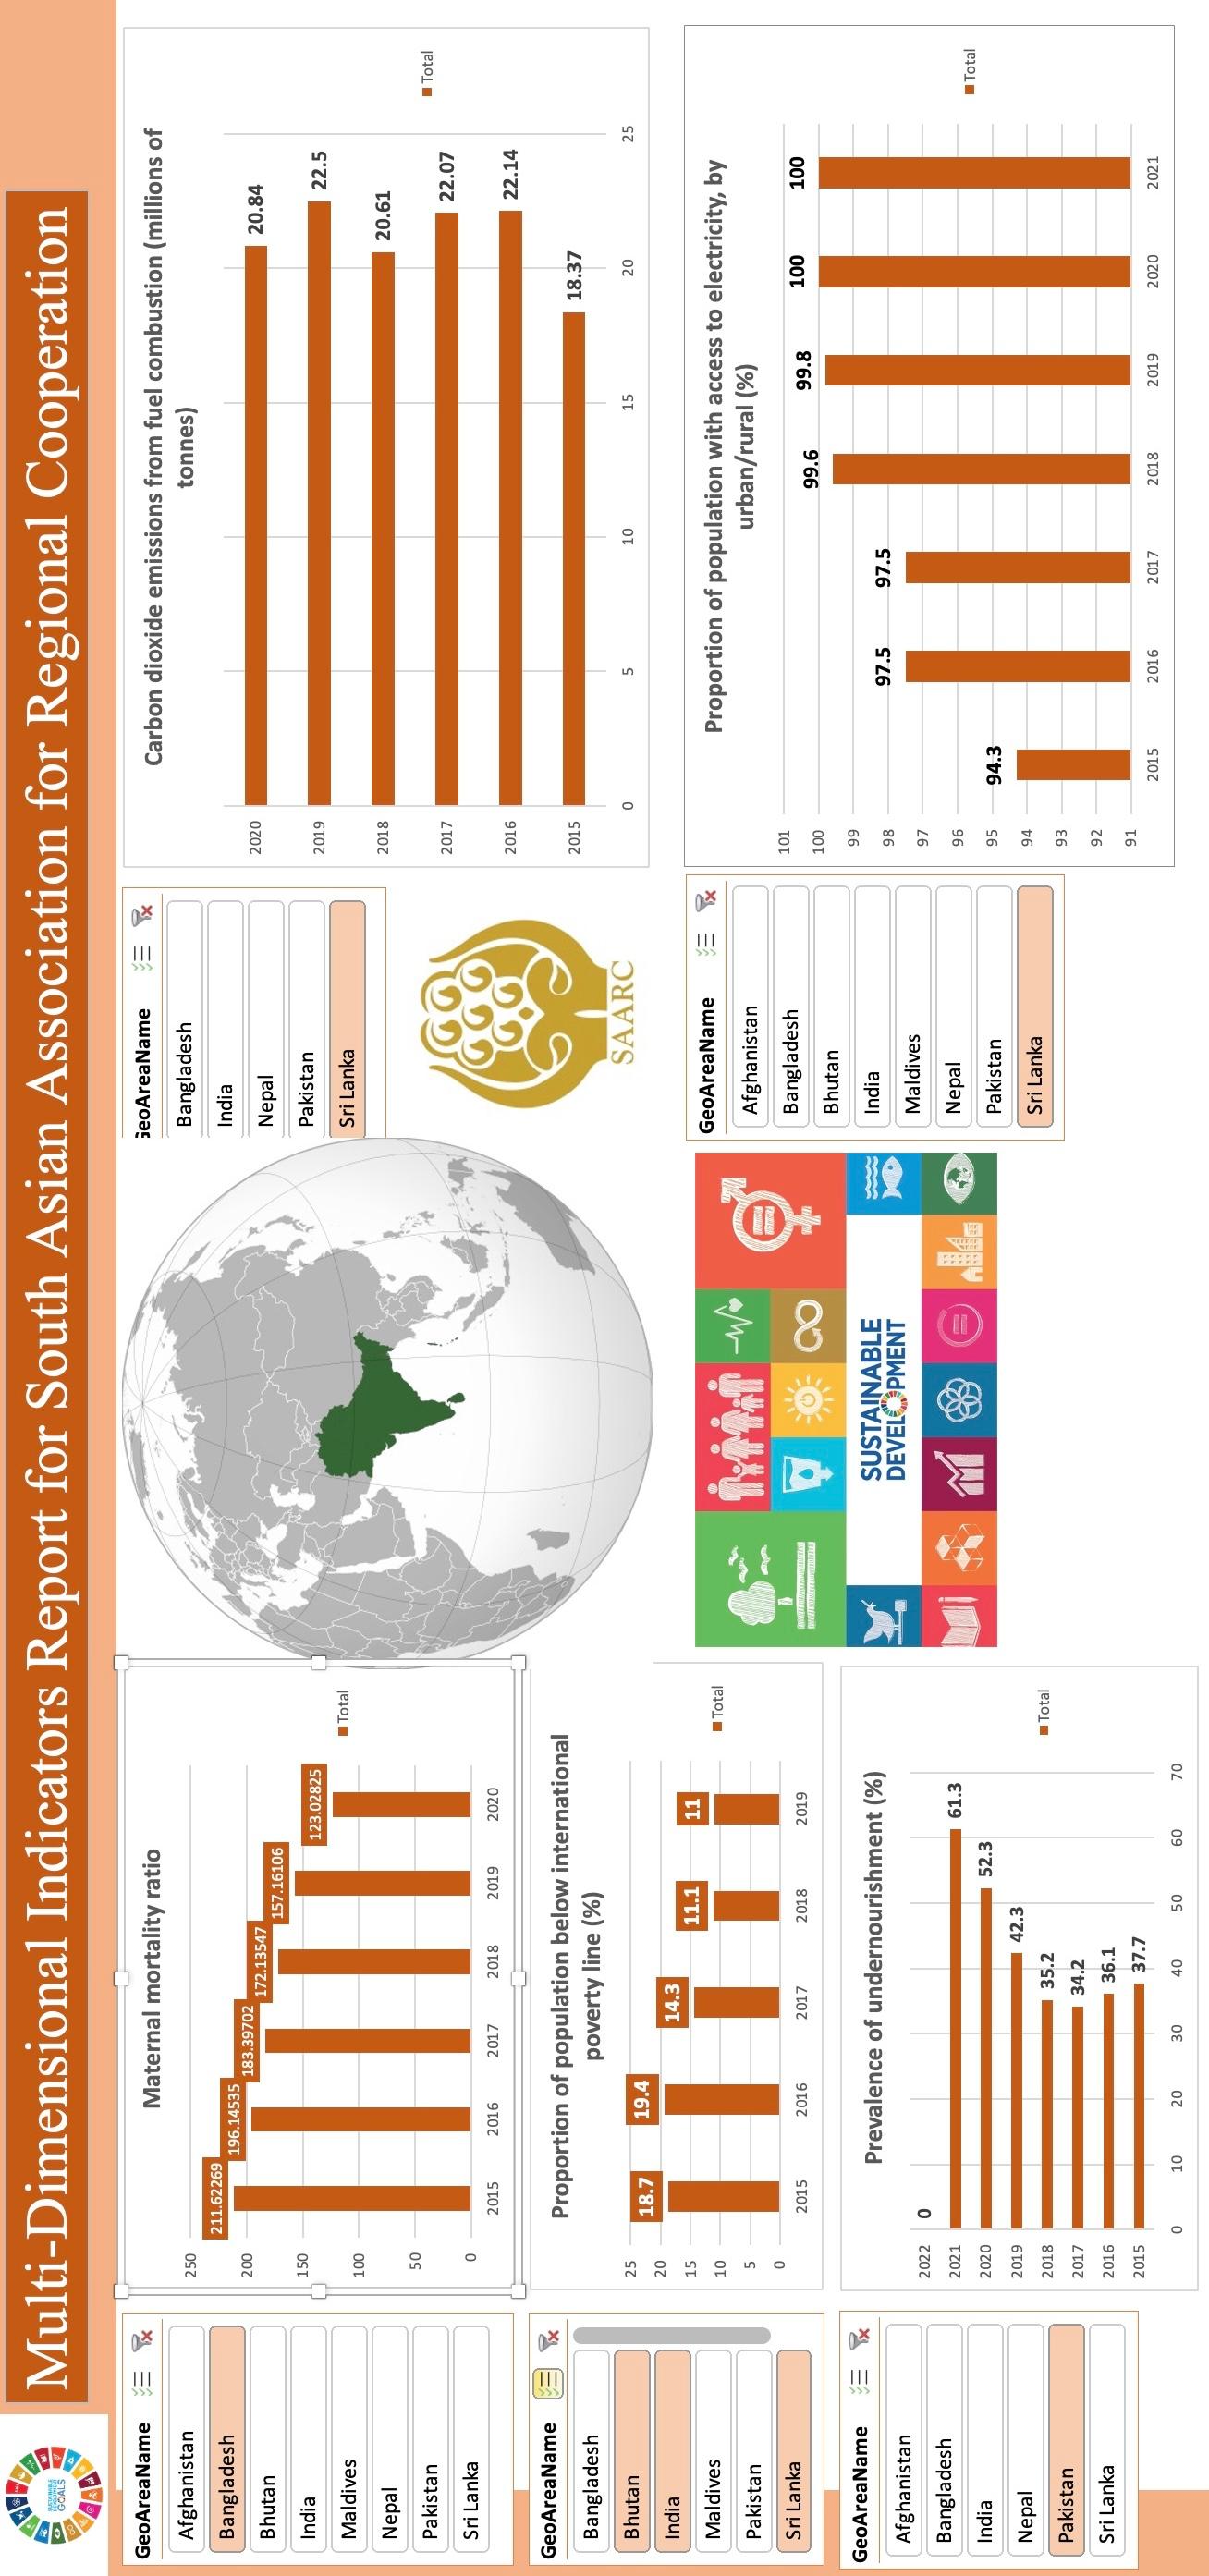 SUSTAINABLE
DEVELOPMENT
GOALS
Multi-Dimensional Indicators Report for South Asian Association for Regional Cooperation
GeoAreaName
Afghanistan
Bangladesh
Bhutan
India
Maldives
Nepal
Pakistan
Sri Lanka
Maternal mortality ratio
250
200
150
100
50
0
211.62269
196.14535
183.39702
172.13547
157.16106
123.02825
2015
2016
2017
2018
2019
2020
Total
GeoAreaName
Bangladesh
India
Nepal
Pakistan
Sri Lanka
SAARC
Carbon dioxide emissions from fuel combustion (millions of
tonnes)
2020
20.84
2019
22.5
2018
20.61
2017
22.07
2016
22.14
2015
18.37
0
5
10
15
20
25
Total
GeoAreaName
Bangladesh
Bhutan
India
Maldives
Pakistan
Sri Lanka
Proportion of population below international
poverty line (%)
25
20
15
10
5
0
18.7
19.4
14.3
11.1
11
2015
2016
2017
2018
2019
Total
GeoAreaName
Afghanistan
Bangladesh
India
Nepal
Pakistan
Sri Lanka
Prevalence of undernourishment (%)
2022
0
2021
61.3
2020
52.3
2019
42.3
2018
35.2
2017
34.2
2016
36.1
2015
37.7
0
10
20
30
40
50
60
70
Total
SUSTAINABLE
DEVELOPMENT
GeoAreaName
Afghanistan
Bangladesh
Bhutan
India
Maldives
Nepal
Pakistan
Sri Lanka
Proportion of population with access to electricity, by
urban/rural (%)
101
100
99
98
97
96
95
94
93
92
91
94.3
97.5
97.5
99.6
99.8
100
100
2015
2016
2017
2018
2019
2020
2021
Total